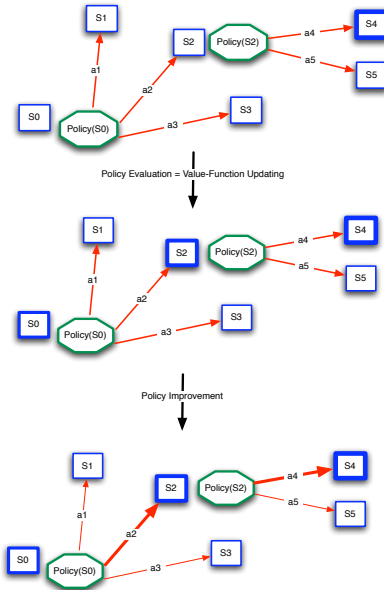 S1
S4
a4
S2
Policy(S2)
a1
a5
S5
a2
S0
Policy(S0)
a3
S3
Policy Evaluation = Value-Function Updating
S1
S4
a4
S2
Policy(S2)
a1
a5
S5
a2
S0
Policy(S0)
a3
S3
Policy Improvement
S1
S4
a4
S2
Policy(S2)
a1
a5
S5
a2
S0
Policy(S0)
a3
S3